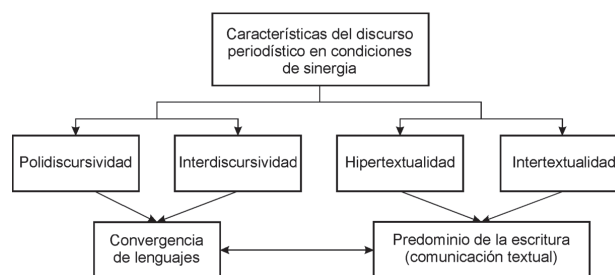 Características del discurso
periodístico en condiciones
de sinergia
Polidiscursividad
Interdiscursividad
Hipertextualidad
Intertextualidad
Convergencia
de lenguajes
Predominio de la escritura
(comunicación textual)